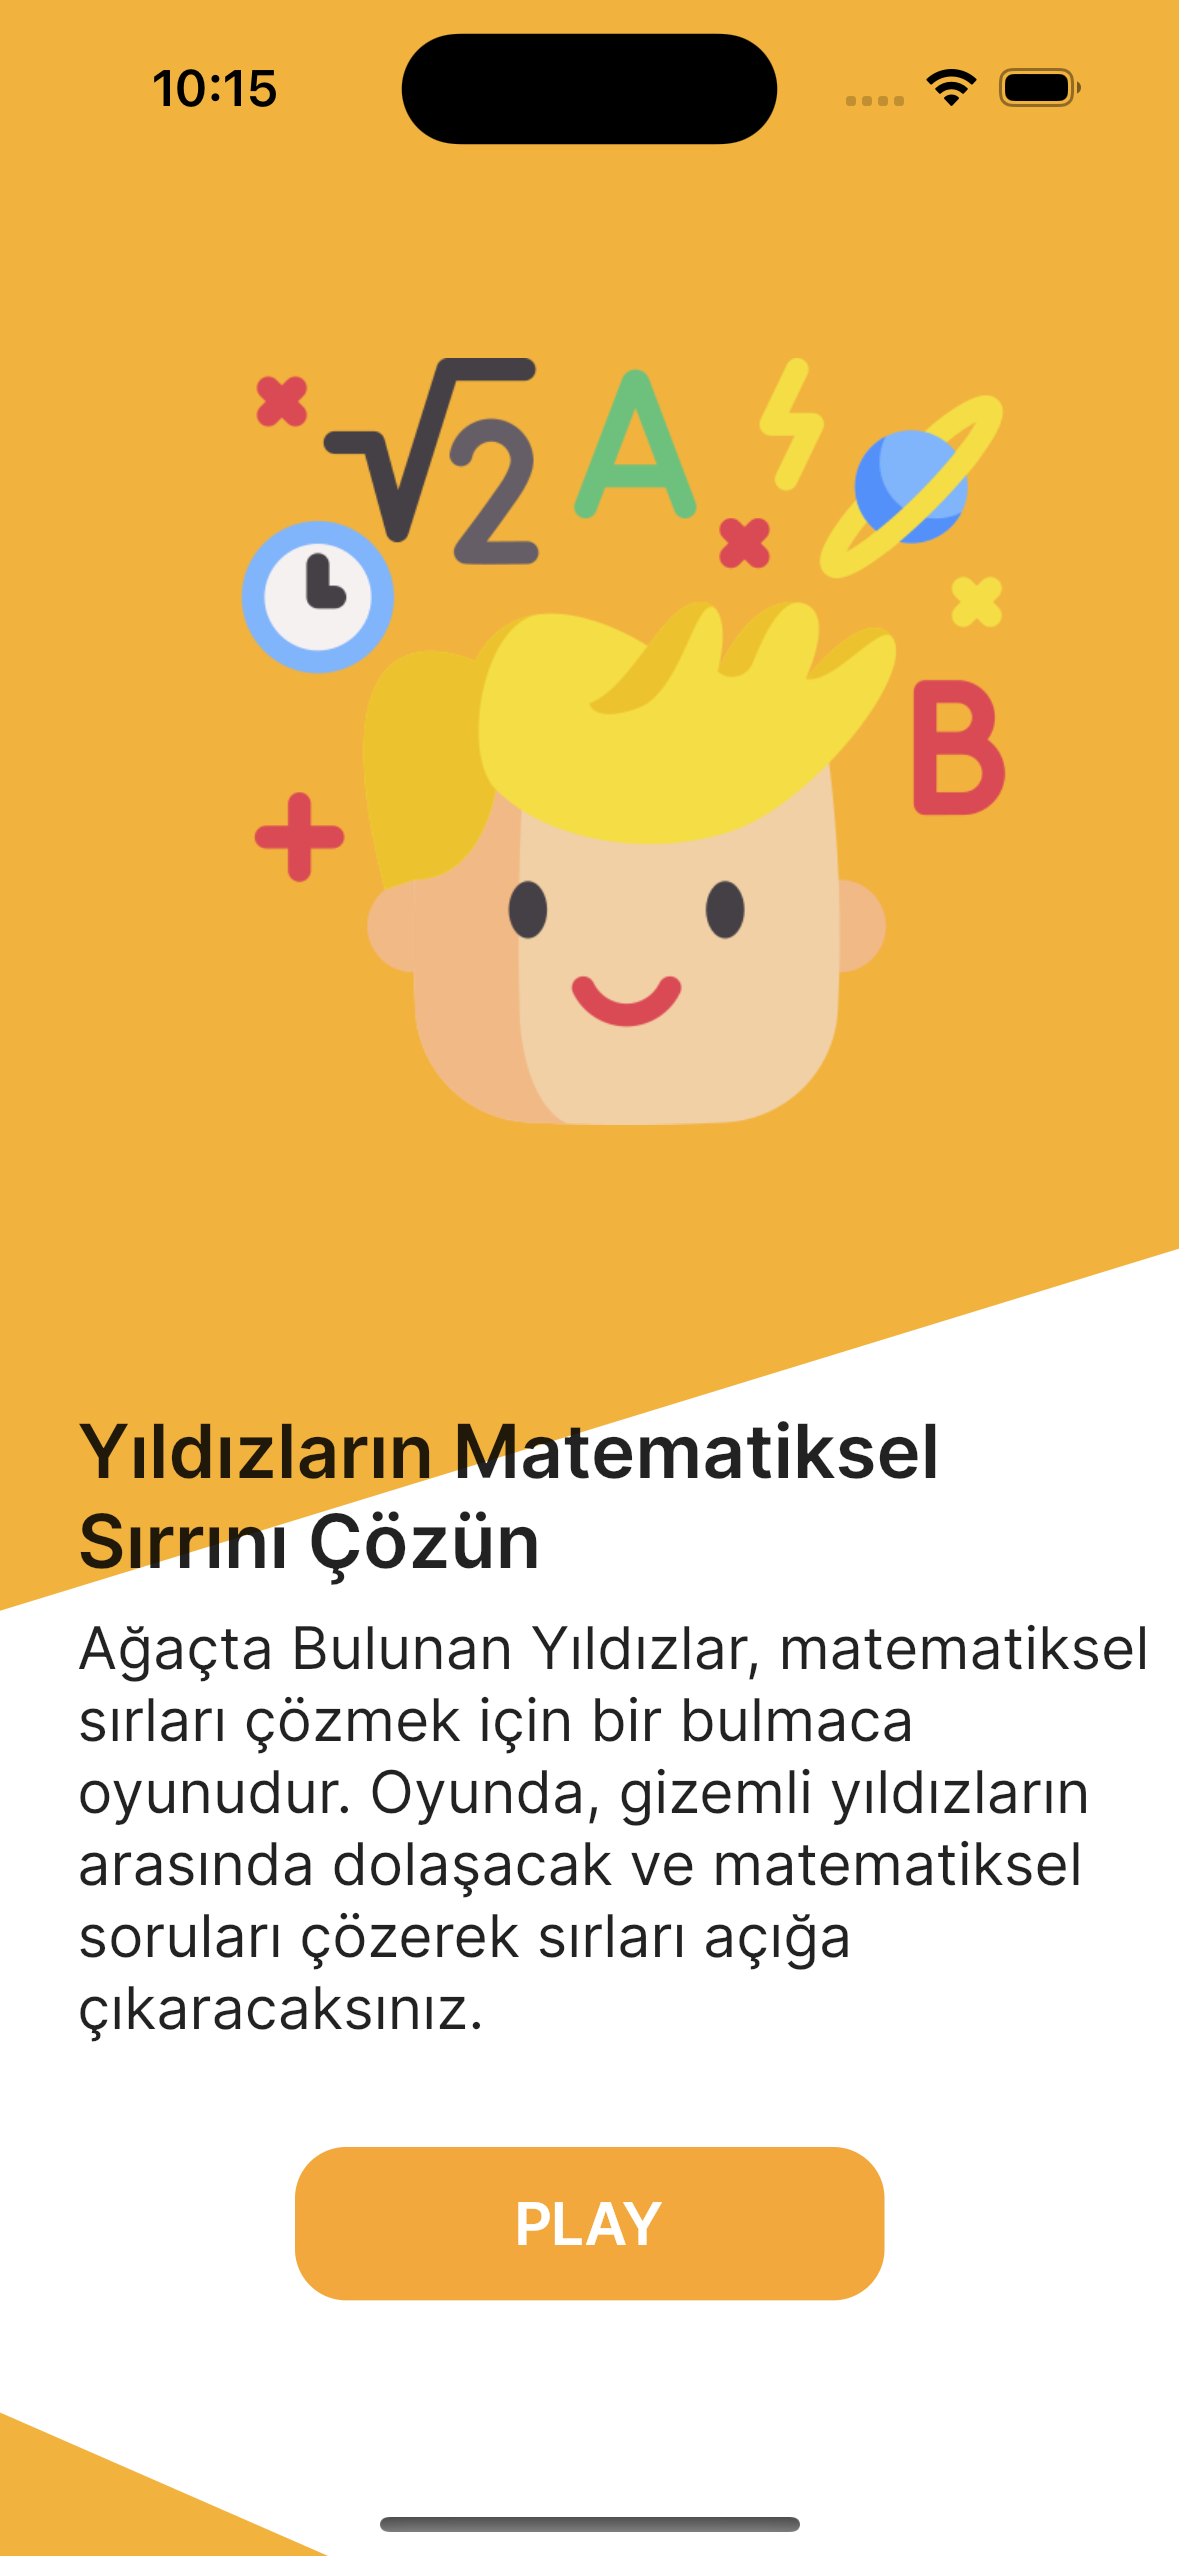 10:15
√2 A
B
Yıldızların Matematiksel
Sırrını Çözün
Ağaçta Bulunan Yıldızlar, matematiksel
sırları çözmek için bir bulmaca
oyunudur. Oyunda, gizemli yıldızların
arasında dolaşacak ve matematiksel
soruları çözerek sırları açığa
çıkaracaksınız.
PLAY